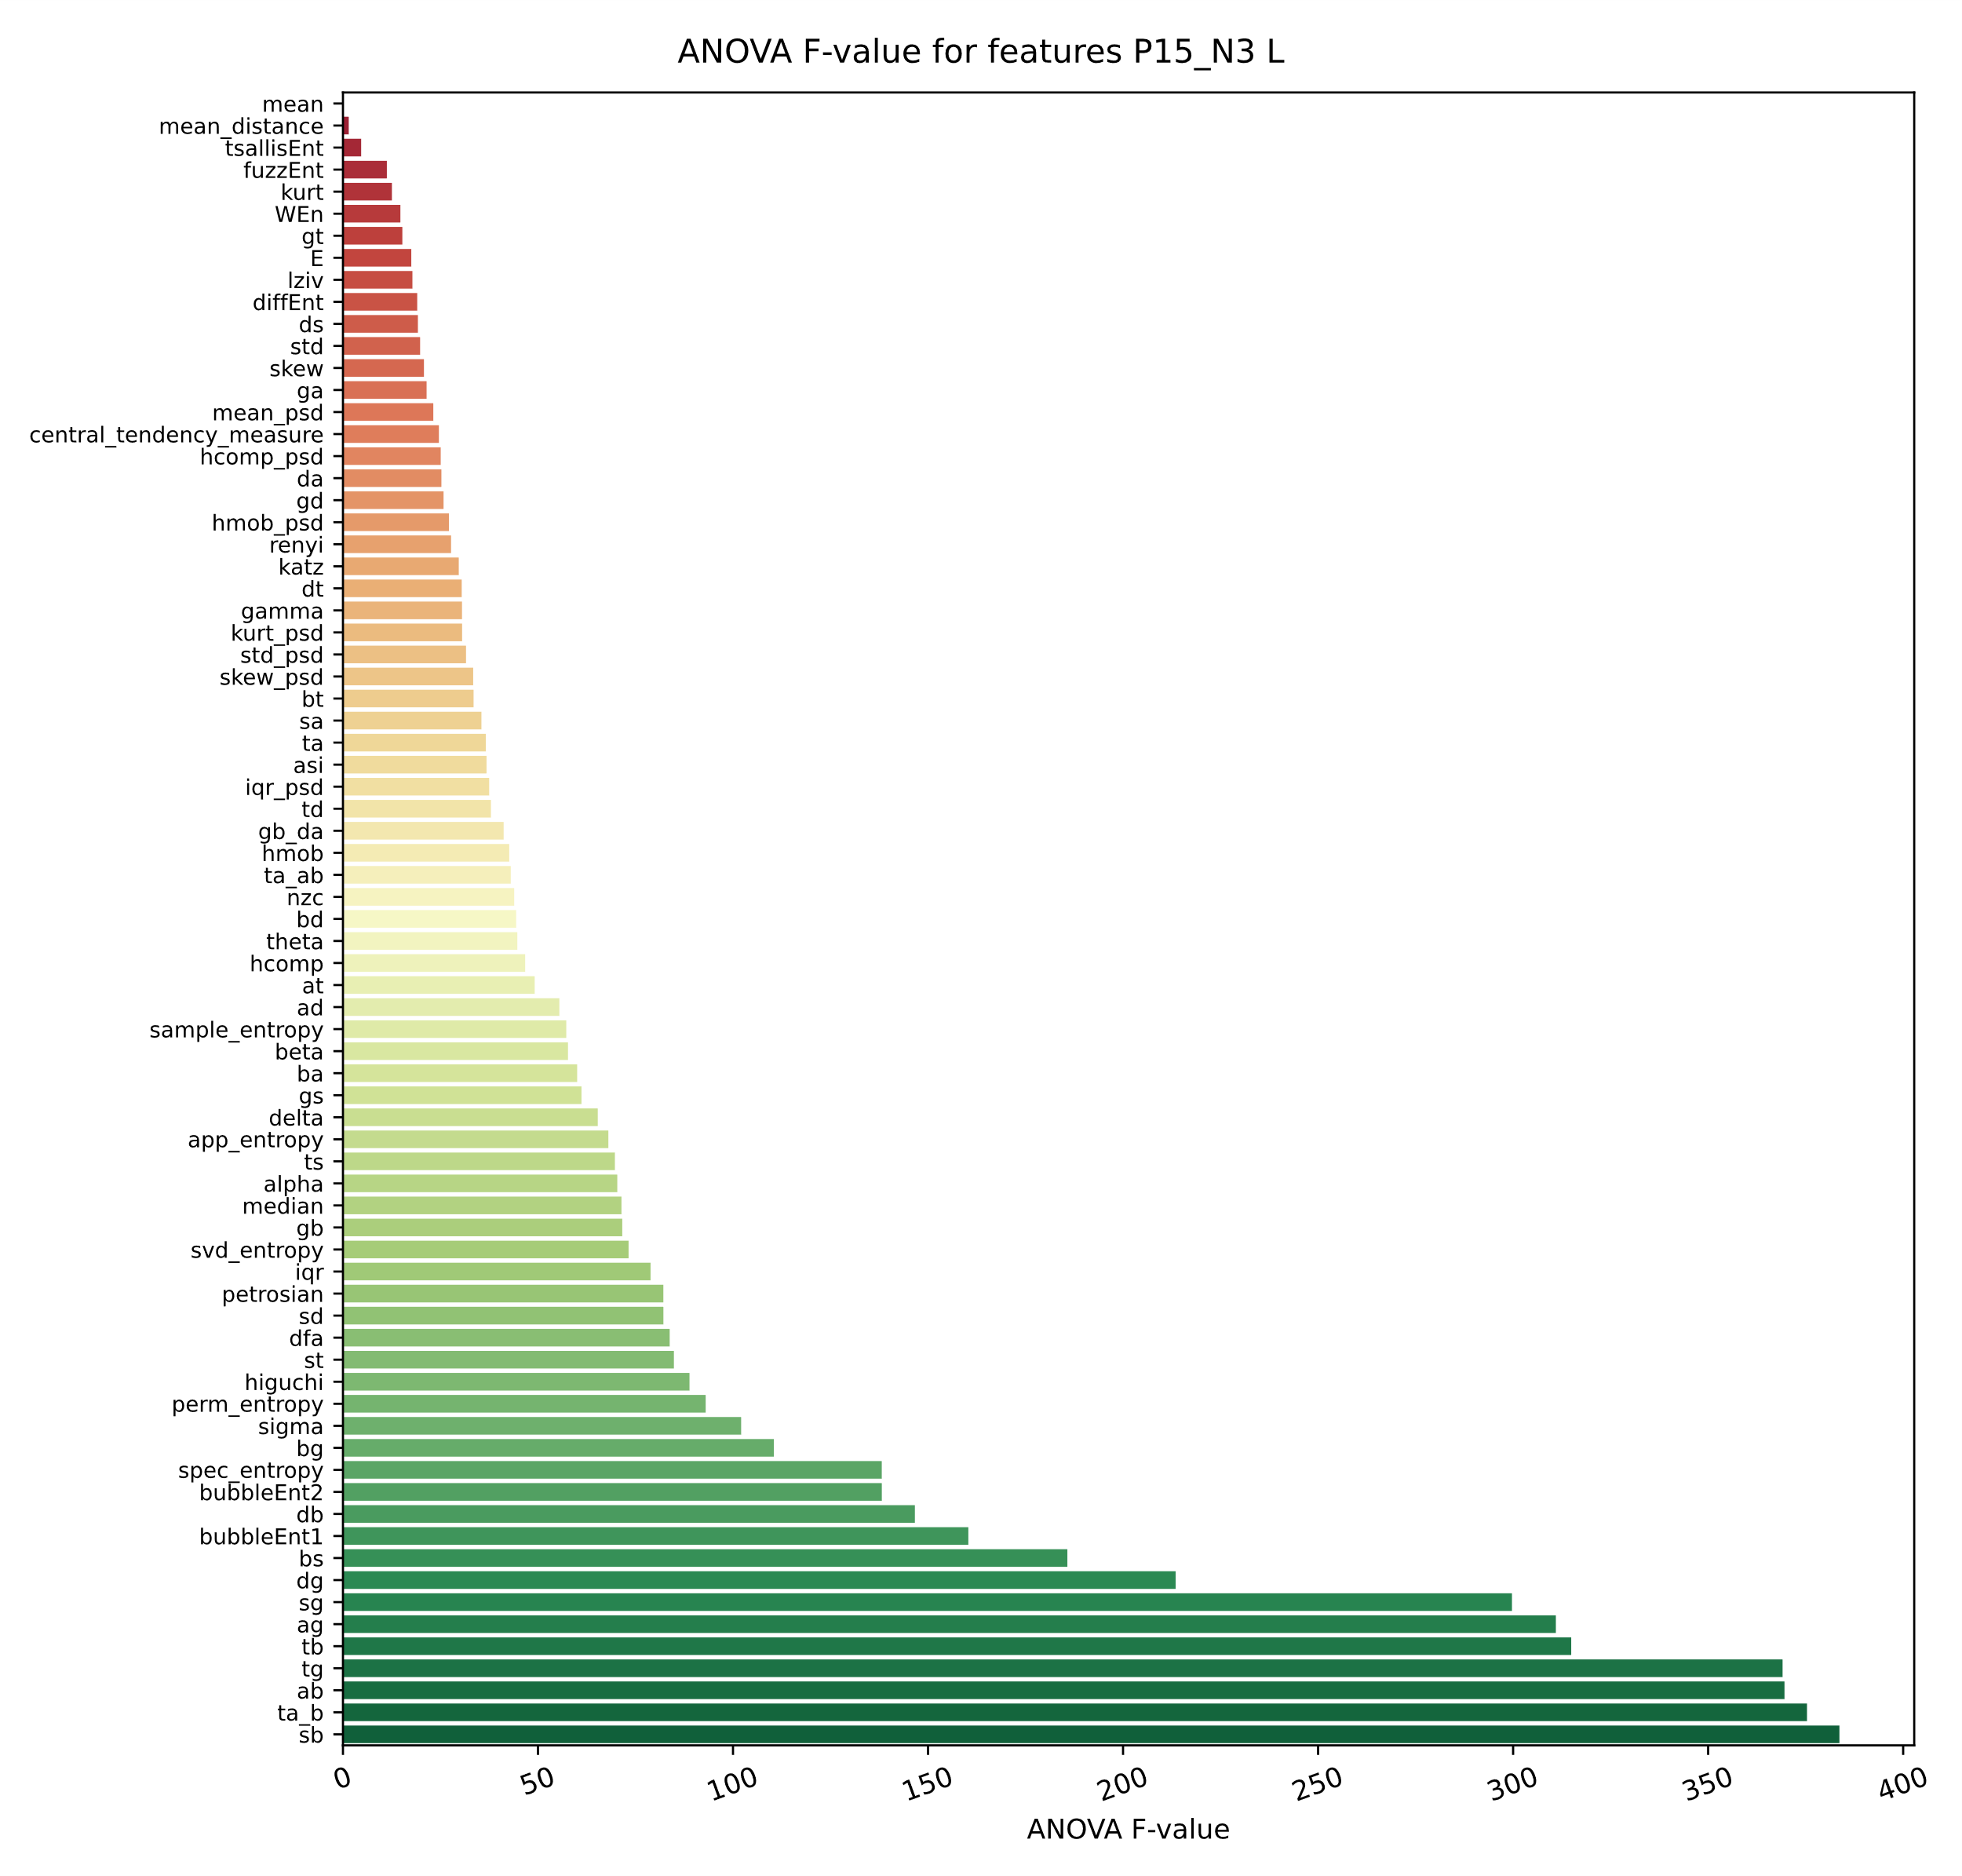 ANOVA F-value for features P15_N3 L
mean
mean_distance
tsallisEnt
fuzzEnt
kurt
WEn
gt
E
lziv
diffEnt
ds
std
skew
ga
mean_psd
central_tendency_measure
hcomp_psd
da
gd
hmob_psd
renyi
katz
dt
gamma
kurt_psd
std_psd
skew_psd
bt
sa
ta
asi
iqr_psd
td
gb_da
hmob
ta_ab
nzc
bd
theta
hcomp
at
ad
sample_entropy
beta
ba
gs
delta
app_entropy
ts
alpha
median
gb
svd_entropy
iqr
petrosian
sd
dfa
st
higuchi
perm_entropy
sigma
bg
spec_entropy
bubbleEnt2
db
bubbleEnt1
bs
dg
sg
ag
tb
tg
ab
ta_b
sb
0 50 100 150 200 250 300 350 400
ANOVA F-value